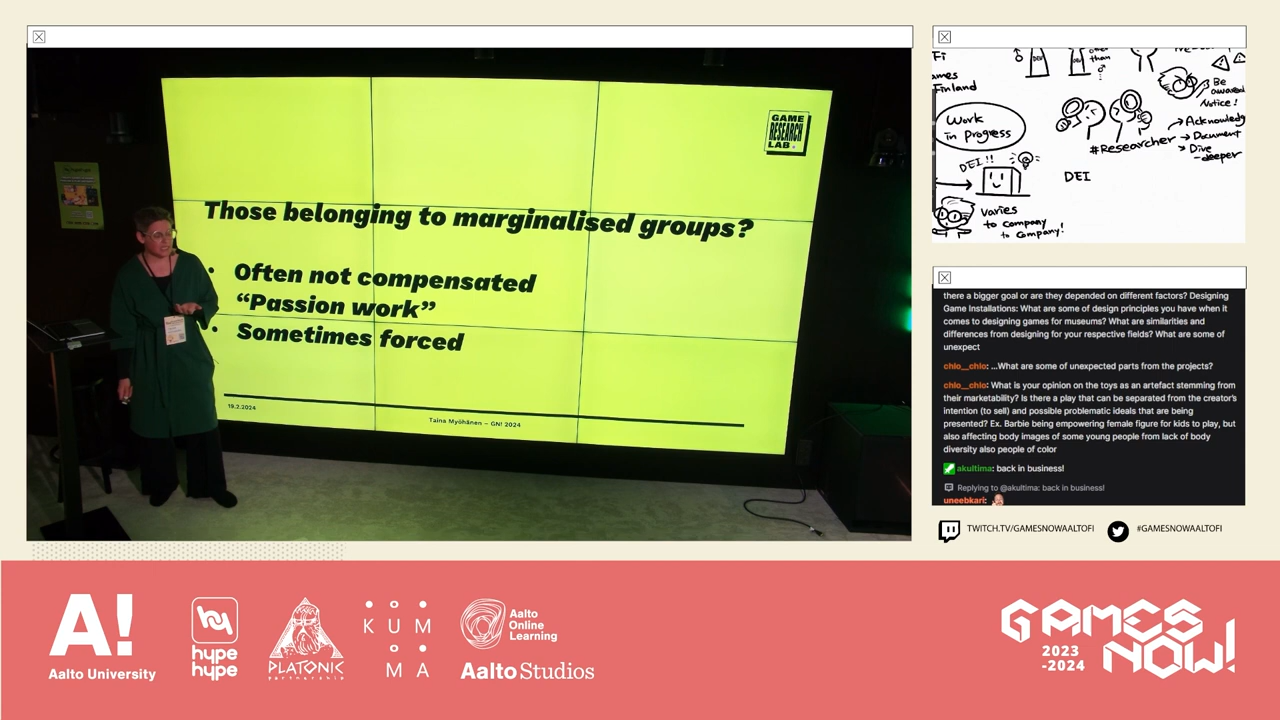 GAME
RESEARCH
LAB
Those belonging to marginalised groups?
• Often not compensated
“Passion work”
• Sometimes forced
19.2.2024
Taina Myöhänen – GN! 2024
Finland
Work
in progress
DEI!!
varies
to company
to company!
than
Be
Notice!
#Researcher
→ Document
→ Dive
deeper
DEI
there a bigger goal or are they depended on different factors? Designing
Game Installations: What are some of design principles you have when it
comes to designing games for museums? What are similarities and
differences from designing for your respective fields? What are some of
unexpect
chlo__chlo: ...What are some of unexpected parts from the projects?
chlo__chlo: What is your opinion on the toys as an artefact stemming from
their marketability? Is there a play that can be separated from the creator's
intention (to sell) and possible problematic ideals that are being
presented? Ex. Barbie being empowering female figure for kids to play, but
also affecting body images of some young people from lack of body
diversity also people of color
akultima: back in business!
Replying to @akultima: back in business!
uneebkari:
TWITCH.TV/GAMESNOWAALTOFI
#GAMESNOWAALTOFI
A!
Aalto University
hype
hype
PLATONIC
partnership
KUM
MA
Aalto
Online
Learning
Aalto Studios
GAMES
NOW!
2023
-2024